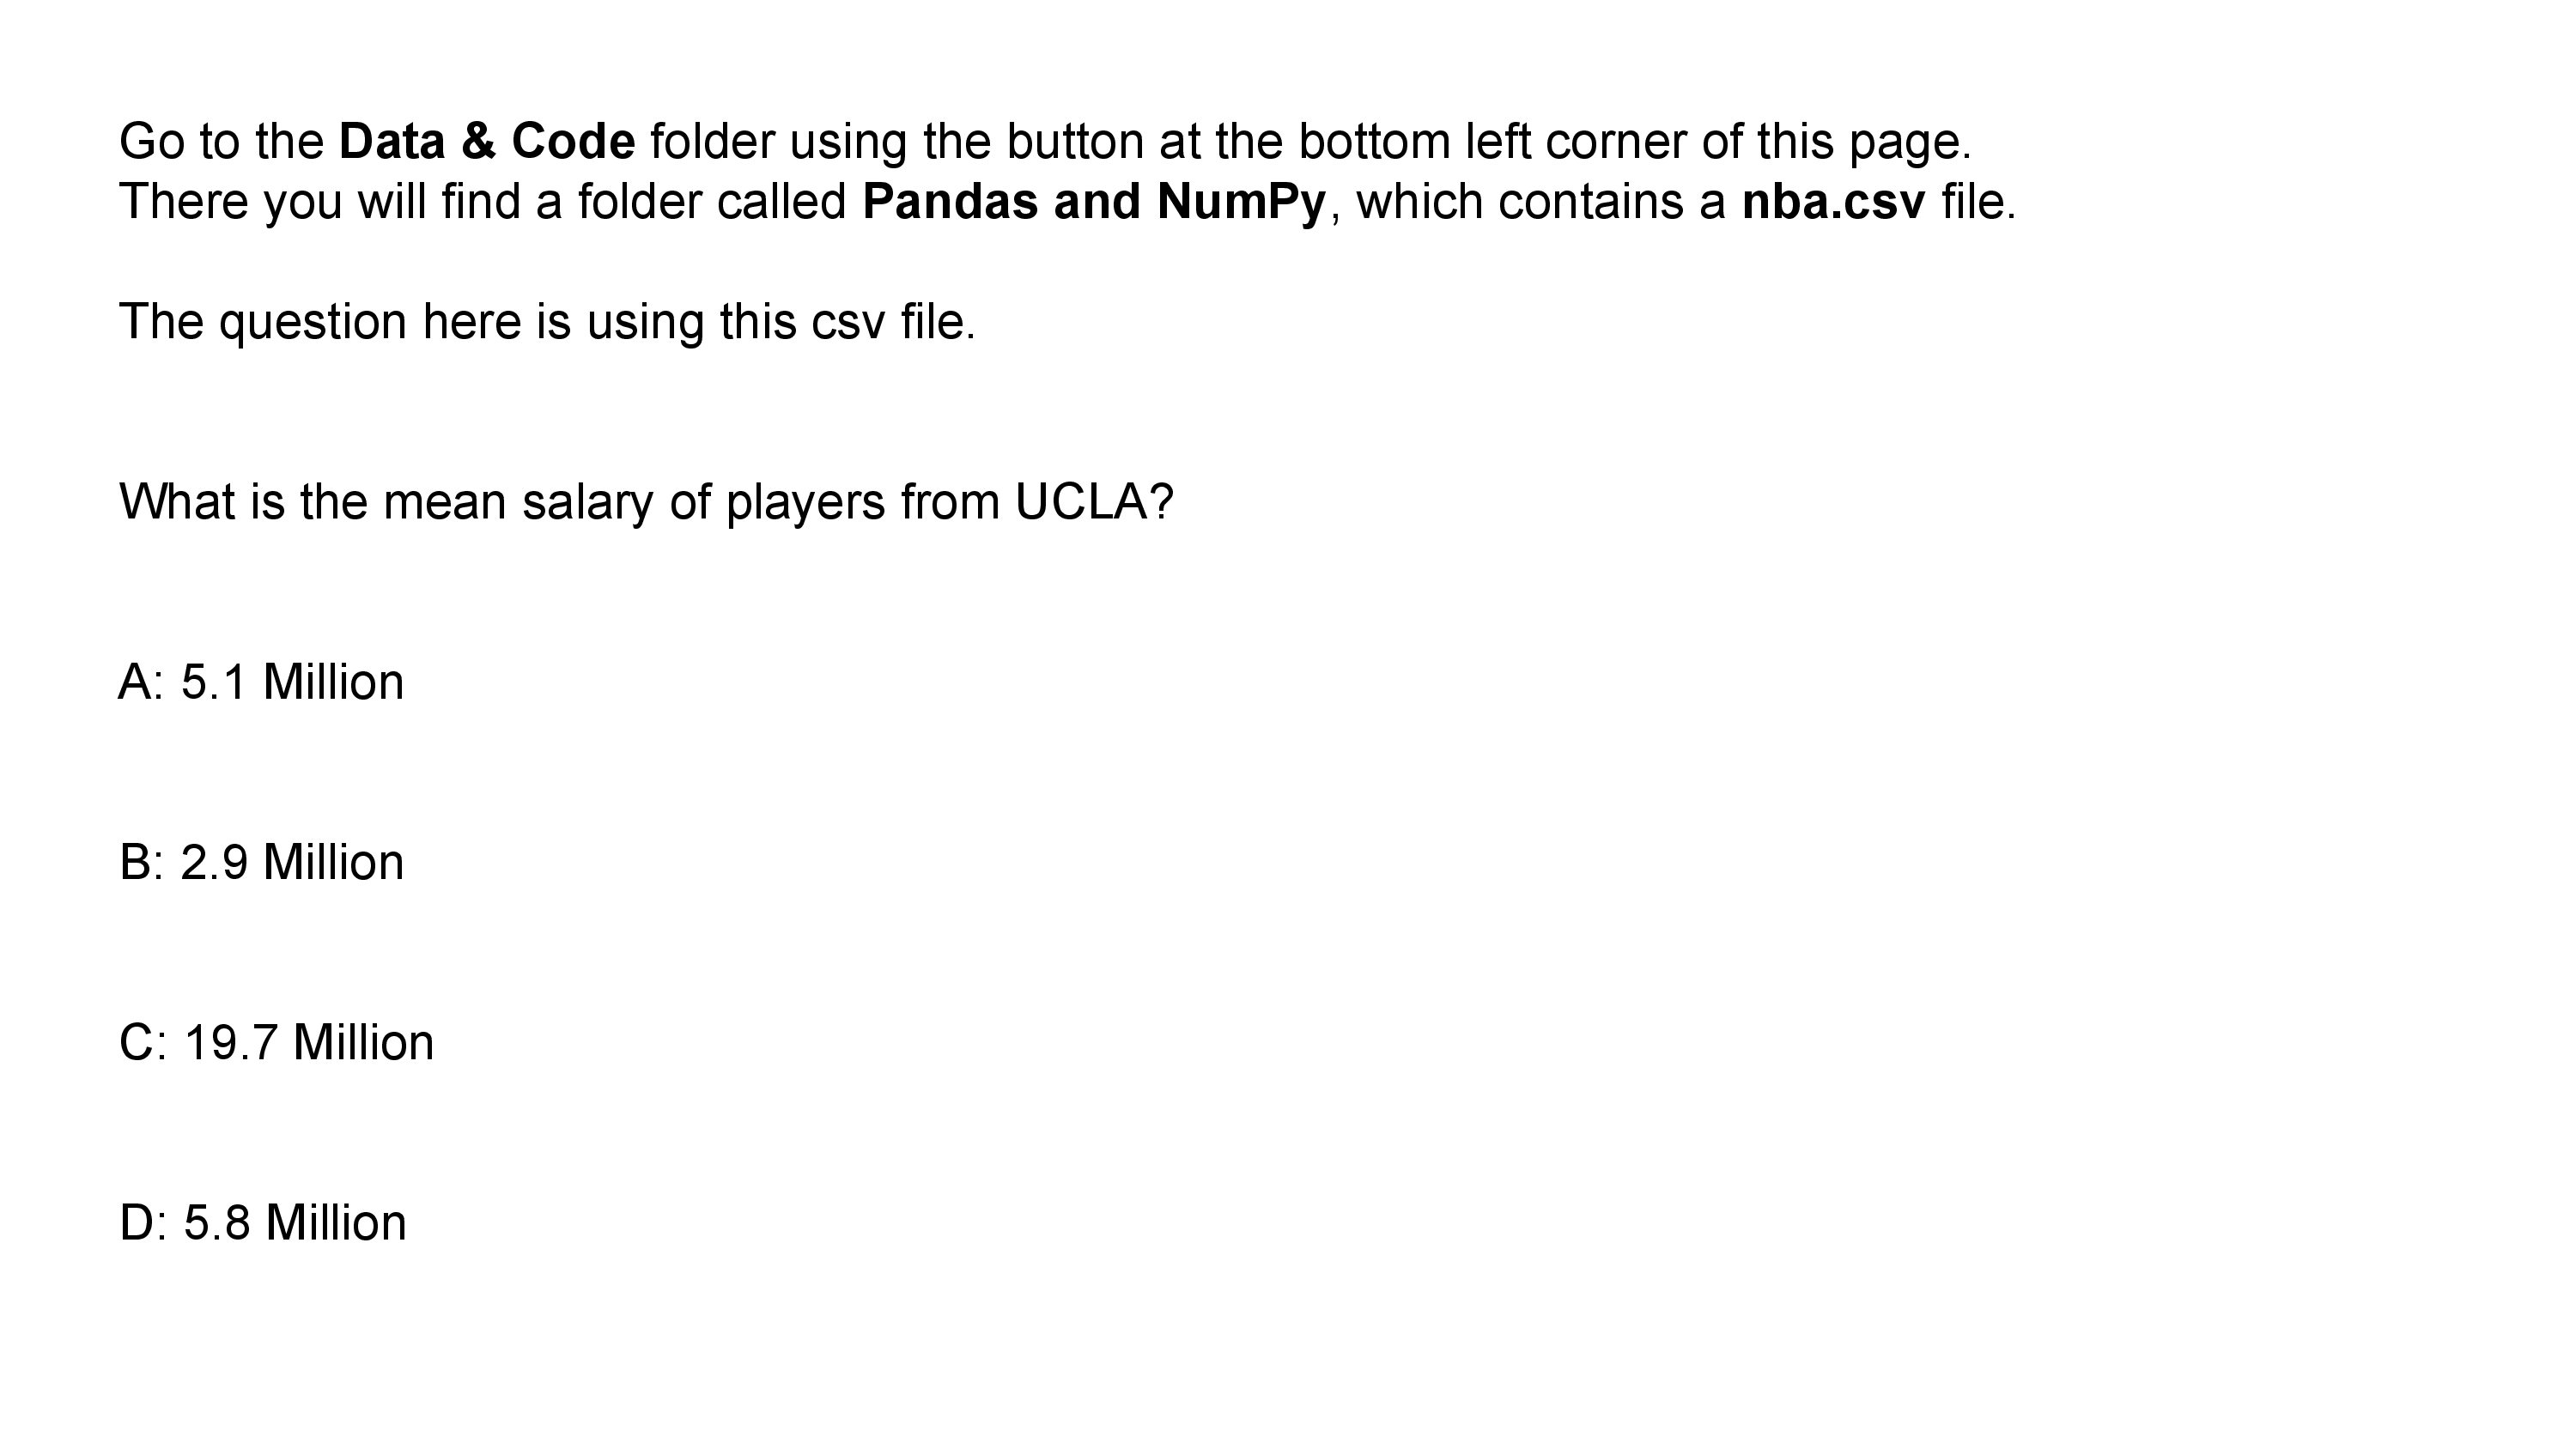 Go to the Data & Code folder using the button at the bottom left corner of this page.
There you will find a folder called Pandas and NumPy, which contains a nba.csv file.
The question here is using this csv file.
What is the mean salary of players from UCLA?
A: 5.1 Million
B: 2.9 Million
C: 19.7 Million
D: 5.8 Million